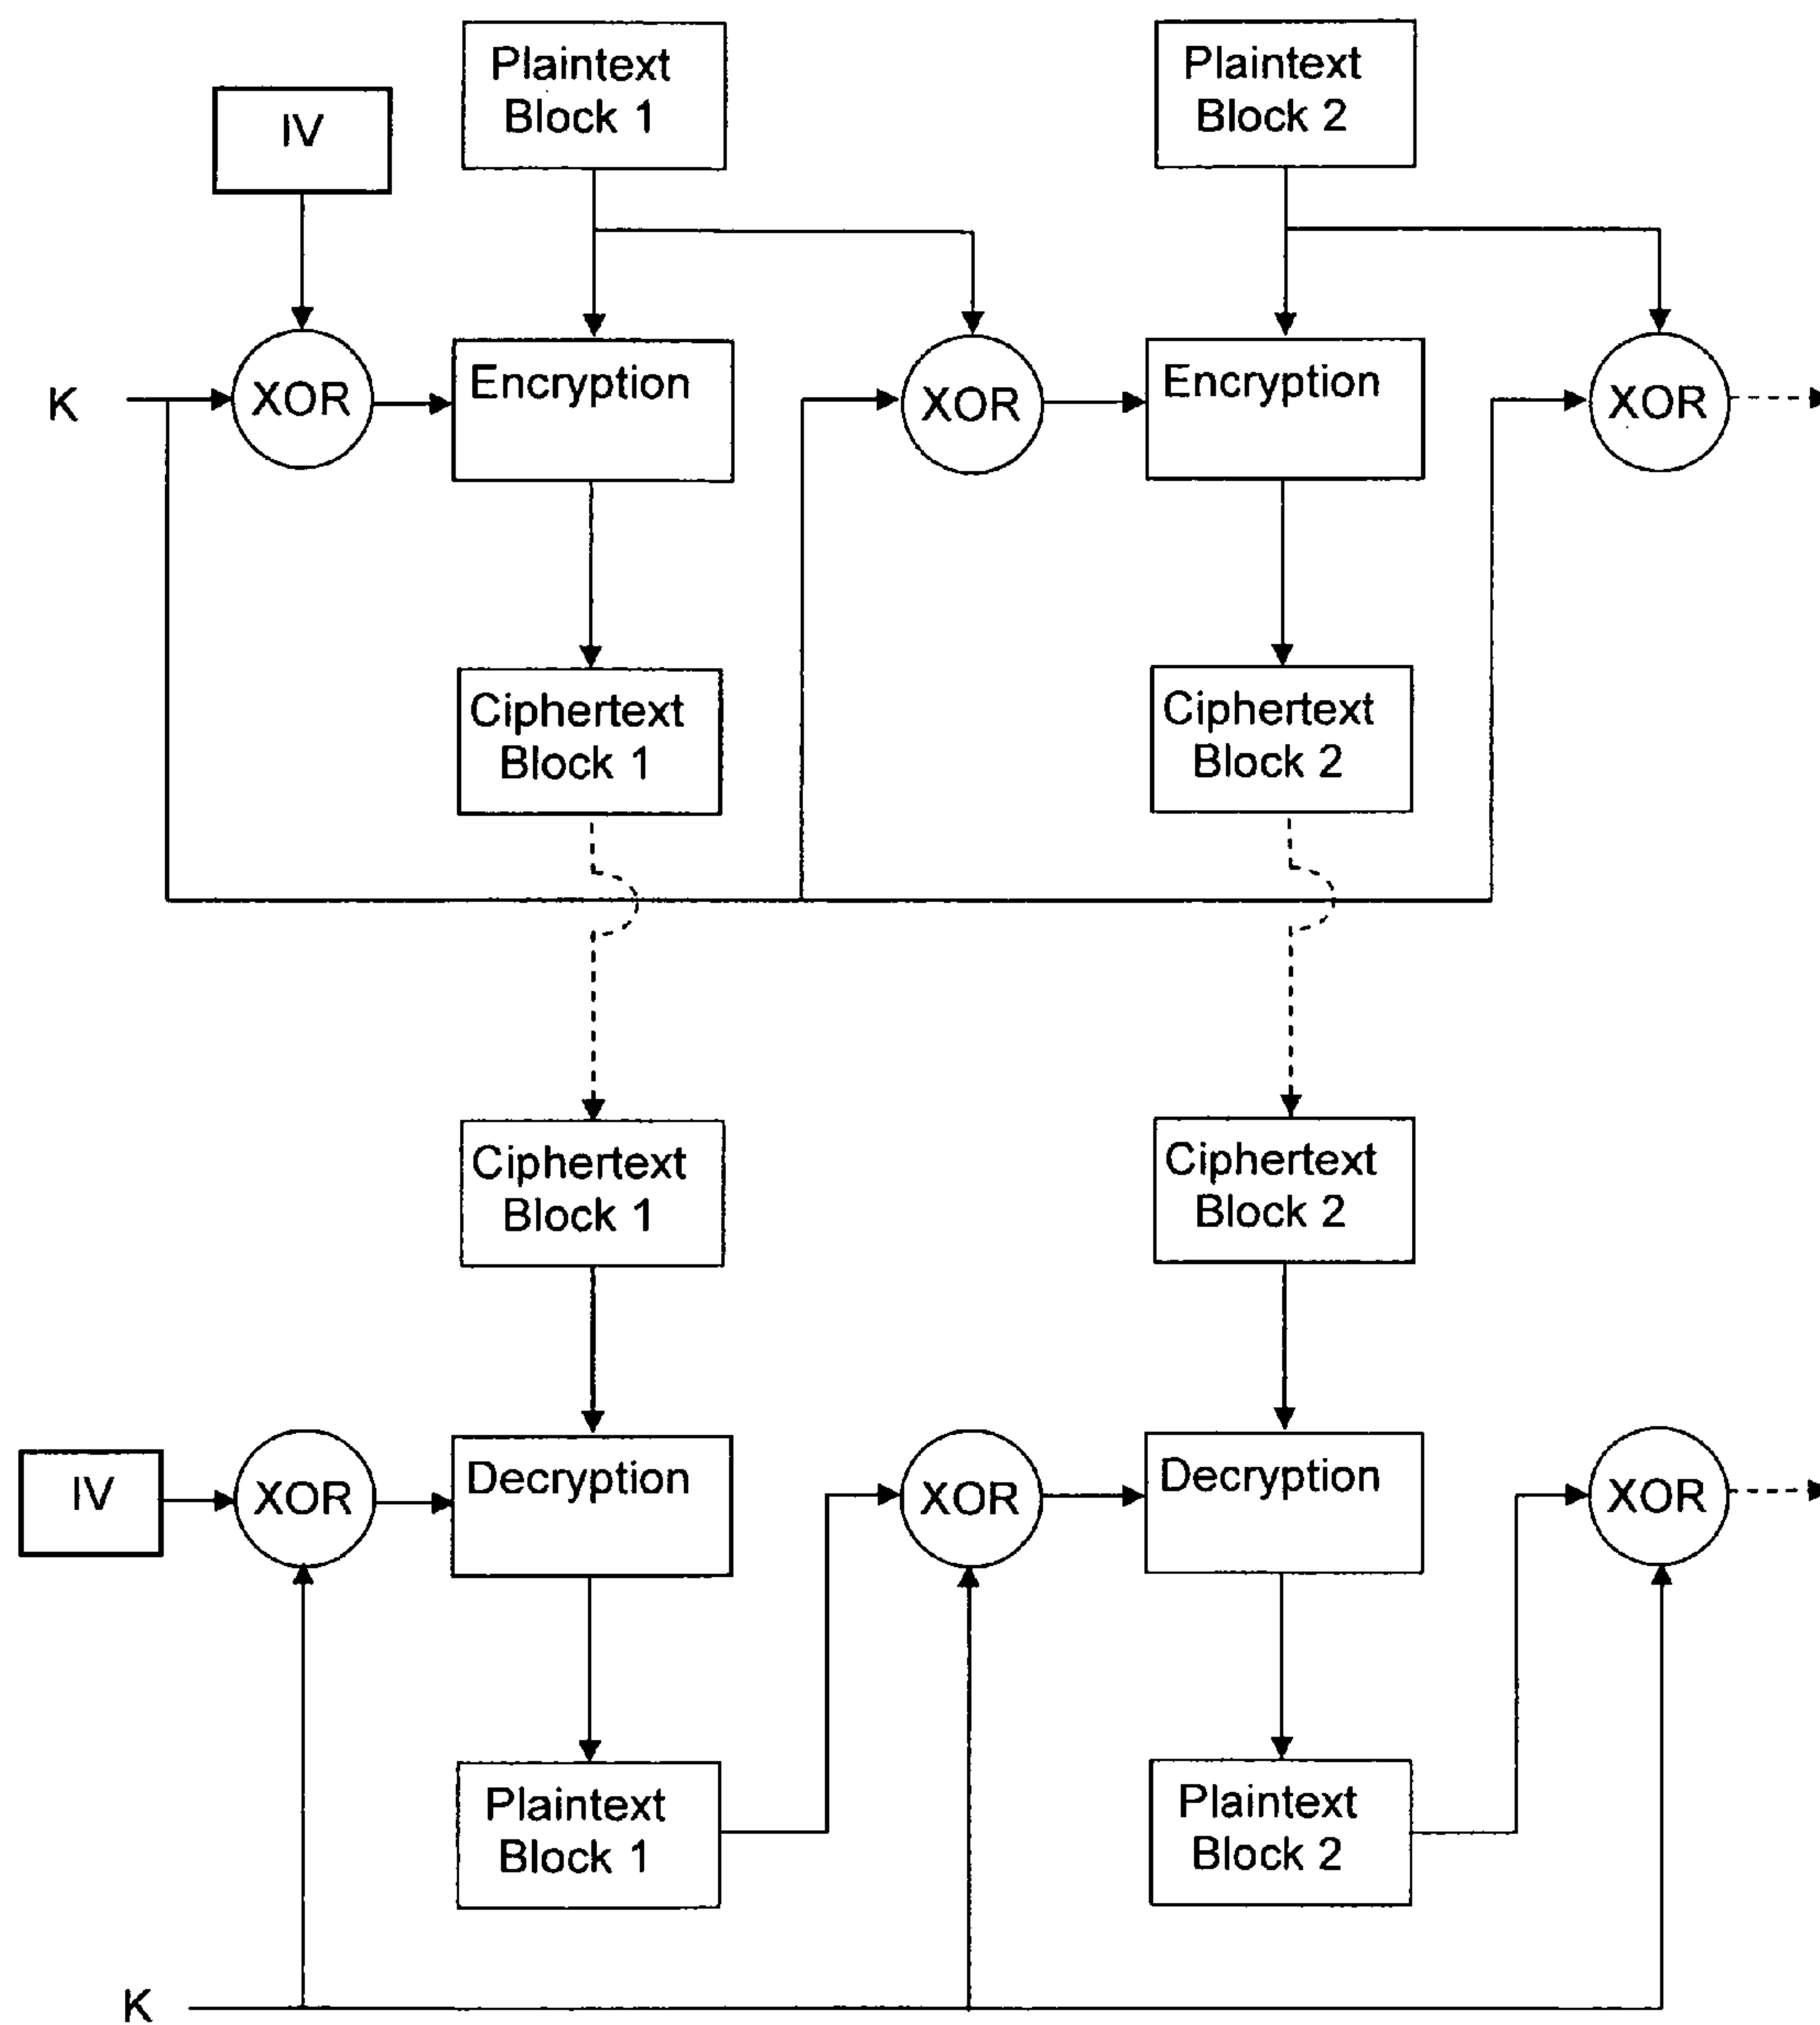 Plaintext
Block 1
Plaintext
Block 2
IV
K
XOR
Encryption
XOR
Encryption
XOR
Ciphertext
Block 1
Ciphertext
Block 2
Ciphertext
Block 1
Ciphertext
Block 2
IV
XOR
Decryption
XOR
Decryption
XOR
Plaintext
Block 1
Plaintext
Block 2
K